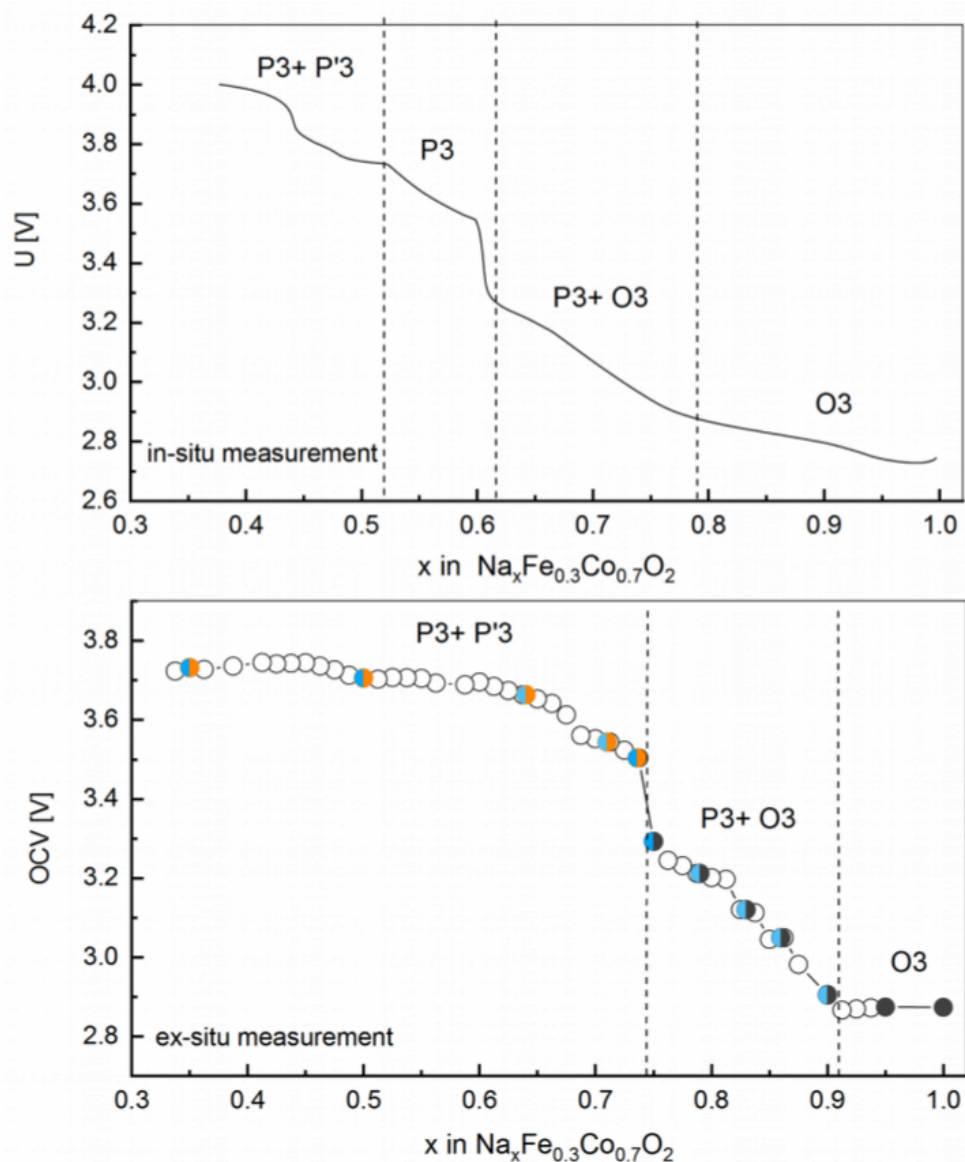 4.2
4.0
3.8
3.6
3.4
3.2
3.0
2.8
2.6
U [V]
P3+ P'3
P3
P3+ O3
O3
in-situ measurement
0.3 0.4 0.5 0.6 0.7 0.8 0.9 1.0
x in NaₓFe₀.₃Co₀.₇O₂
3.8
3.6
3.4
3.2
3.0
2.8
OCV [V]
P3+ P'3
P3+ O3
O3
ex-situ measurement
0.3 0.4 0.5 0.6 0.7 0.8 0.9 1.0
x in NaₓFe₀.₃Co₀.₇O₂